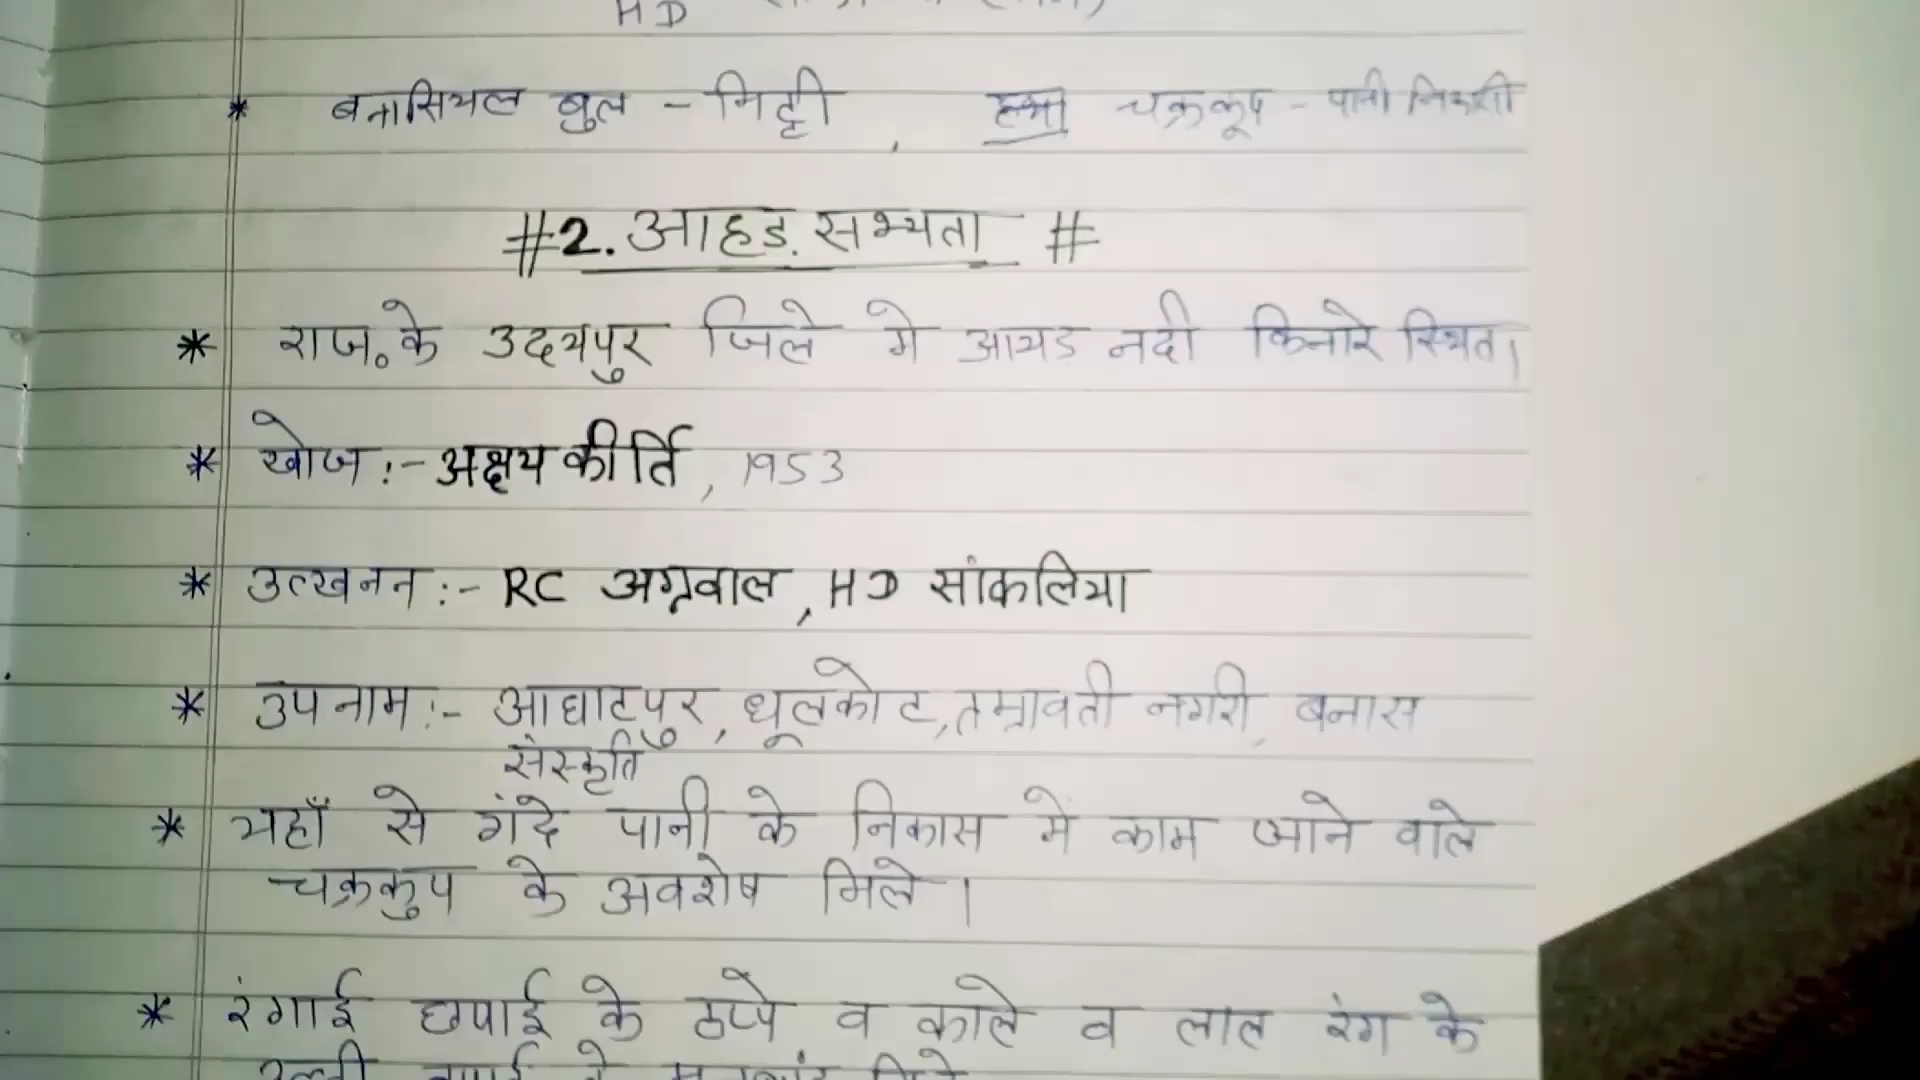 HD
* बनासियल बुल - मिट्टी , चक्रकूप - पानी निकासी
#2. आहड़ सभ्यता #
* राज॰ के उदयपुर जिले मे आयड नदी किनारे स्थित।
* खोज :- अक्षय कीर्ति , 1953
* उत्खनन :- RC अग्रवाल , HD सांकलिया
* उपनाम :- आघाटपुर, धूलकोट, तम्रावती नगरी, बनास
संस्कृति
* यहाँ से गंदे पानी के निकास में काम आने वाले
चक्रकुप के अवशेष मिले।
* रंगाई छपाई के ठप्पे व काले व लाल रंग के